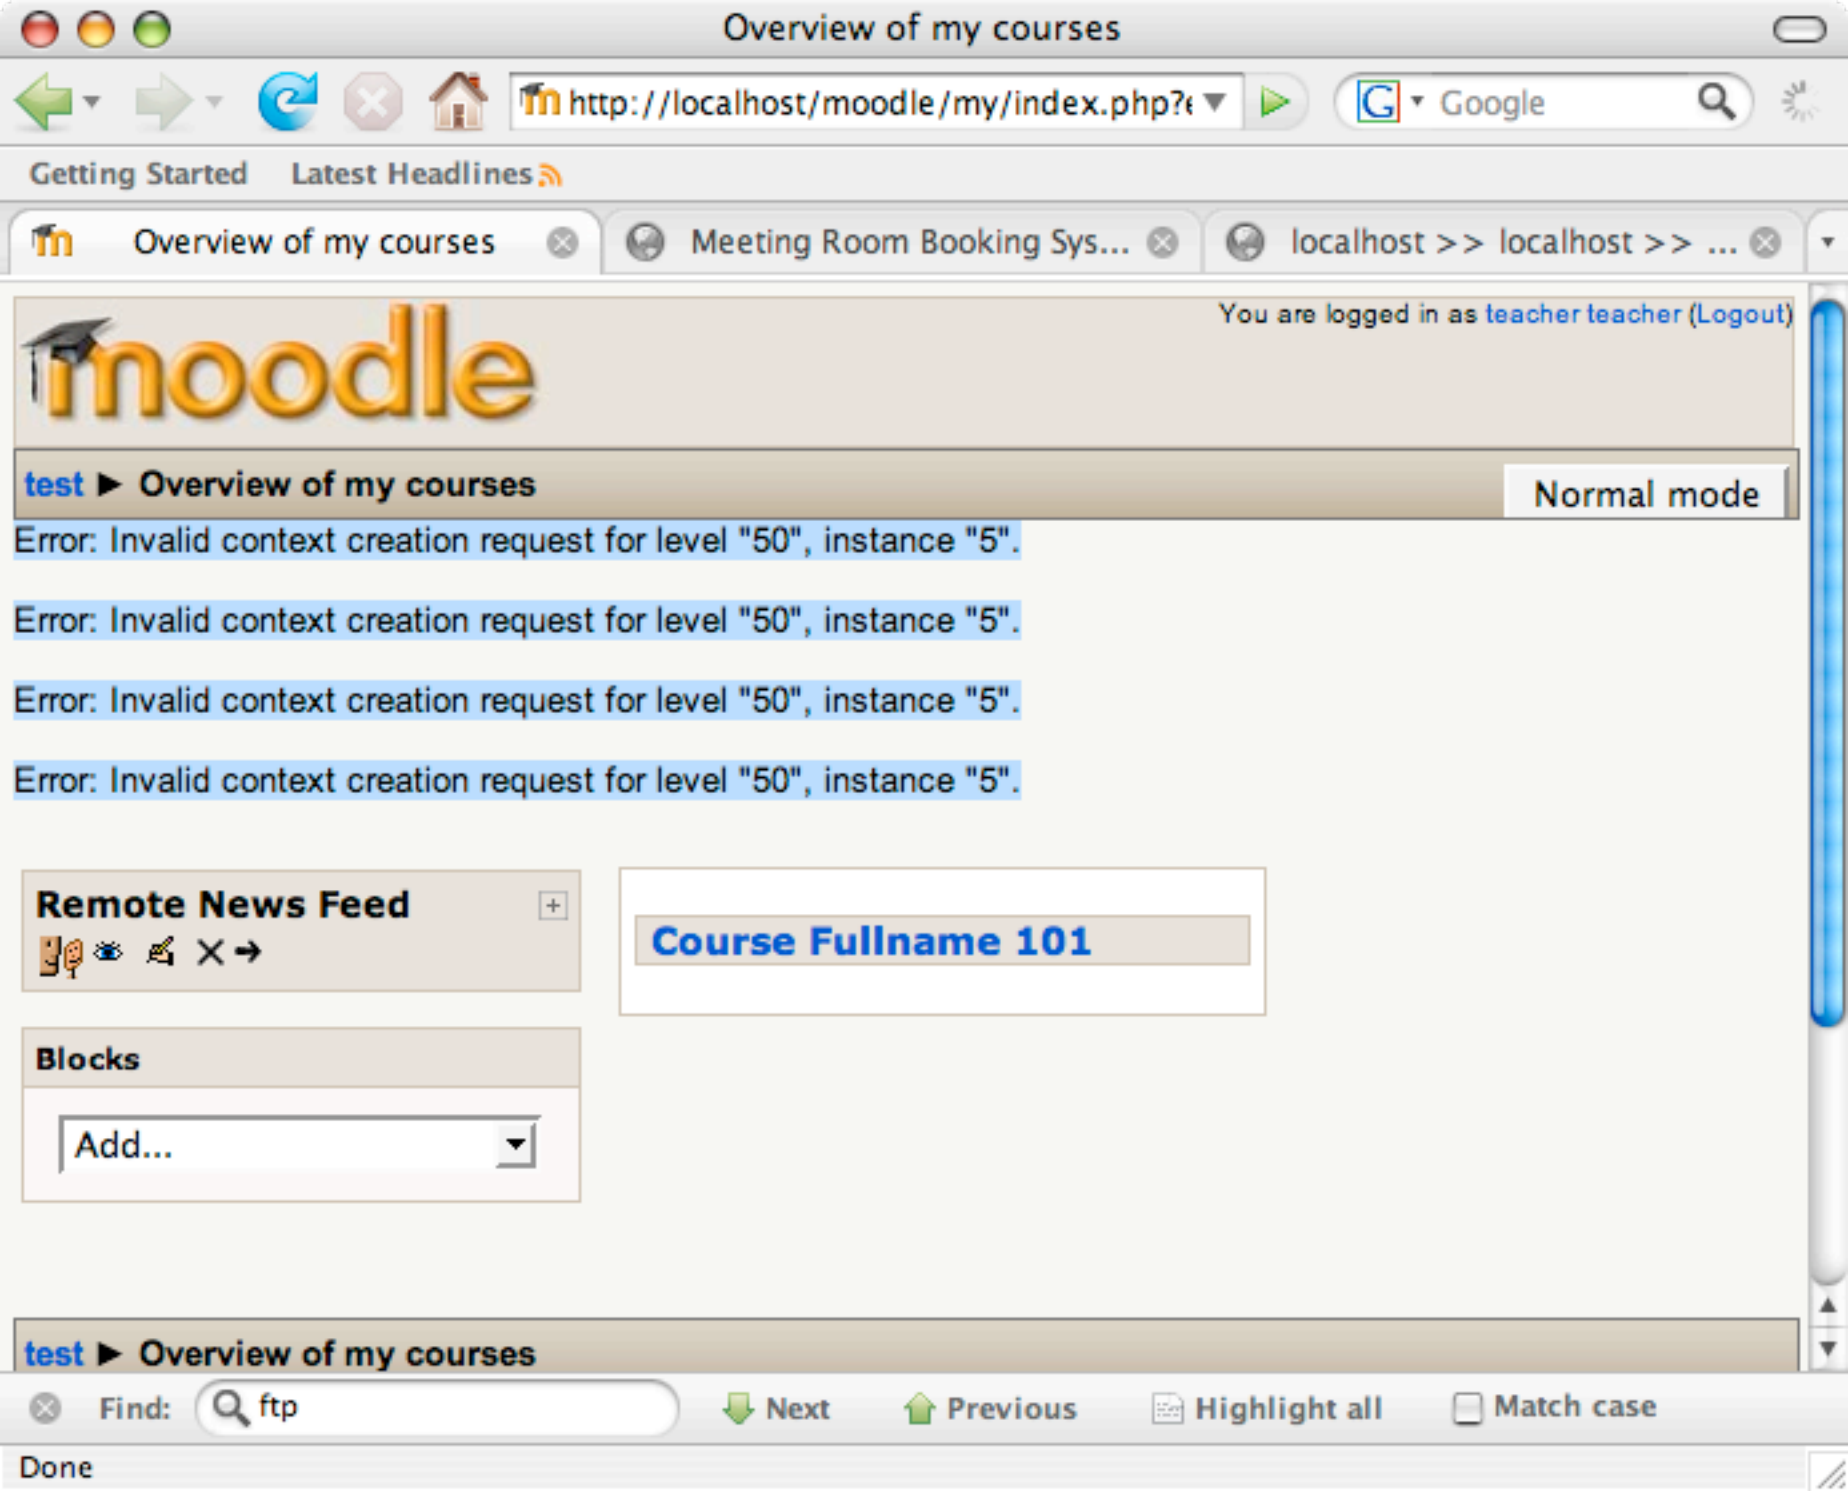 Overview of my courses
http://localhost/moodle/my/index.php?e
Google
Getting Started Latest Headlines
Overview of my courses
Meeting Room Booking Sys...
localhost >> localhost >> ...
You are logged in as teacher teacher (Logout)
moodle
test ► Overview of my courses
Normal mode
Error: Invalid context creation request for level "50", instance "5".
Error: Invalid context creation request for level "50", instance "5".
Error: Invalid context creation request for level "50", instance "5".
Error: Invalid context creation request for level "50", instance "5".
Remote News Feed
Course Fullname 101
Blocks
Add...
test ► Overview of my courses
Find: ftp Next Previous Highlight all Match case
Done